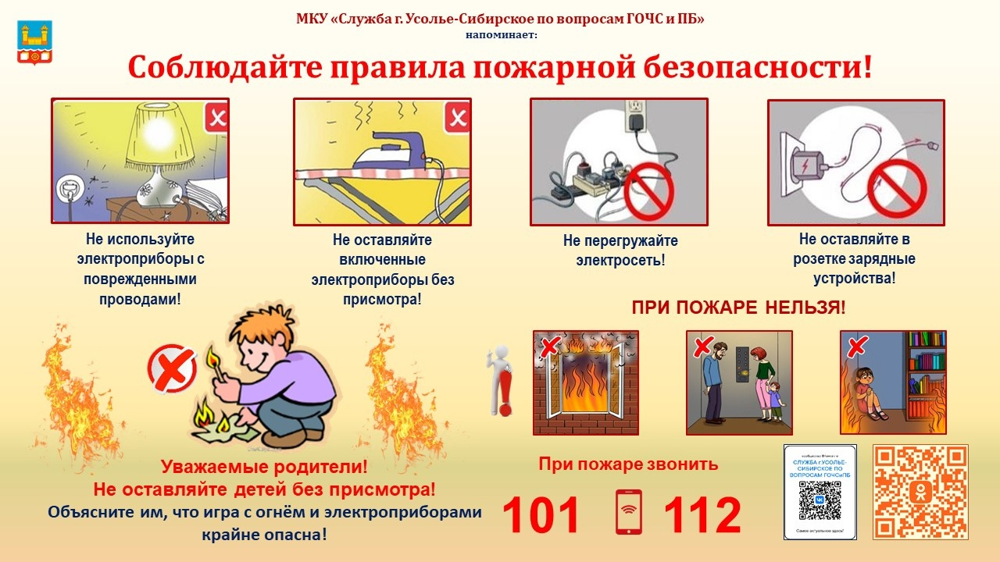 МКУ «Служба г. Усолье-Сибирское по вопросам ГОЧС и ПБ»
напоминает:
Соблюдайте правила пожарной безопасности!
Не используйте
электроприборы с
поврежденными
проводами!
Не оставляйте
включенные
электроприборы без
присмотра!
Не перегружайте
электросеть!
Не оставляйте в
розетке зарядные
устройства!
ПРИ ПОЖАРЕ НЕЛЬЗЯ!
Уважаемые родители!
Не оставляйте детей без присмотра!
Объясните им, что игра с огнём и электроприборами
крайне опасна!
При пожаре звонить
101 112
СЛУЖБА г.УСОЛЬЕ-
СИБИРСКОЕ ПО
ВОПРОСАМ ГОЧСиПБ
Самое актуальное здесь!